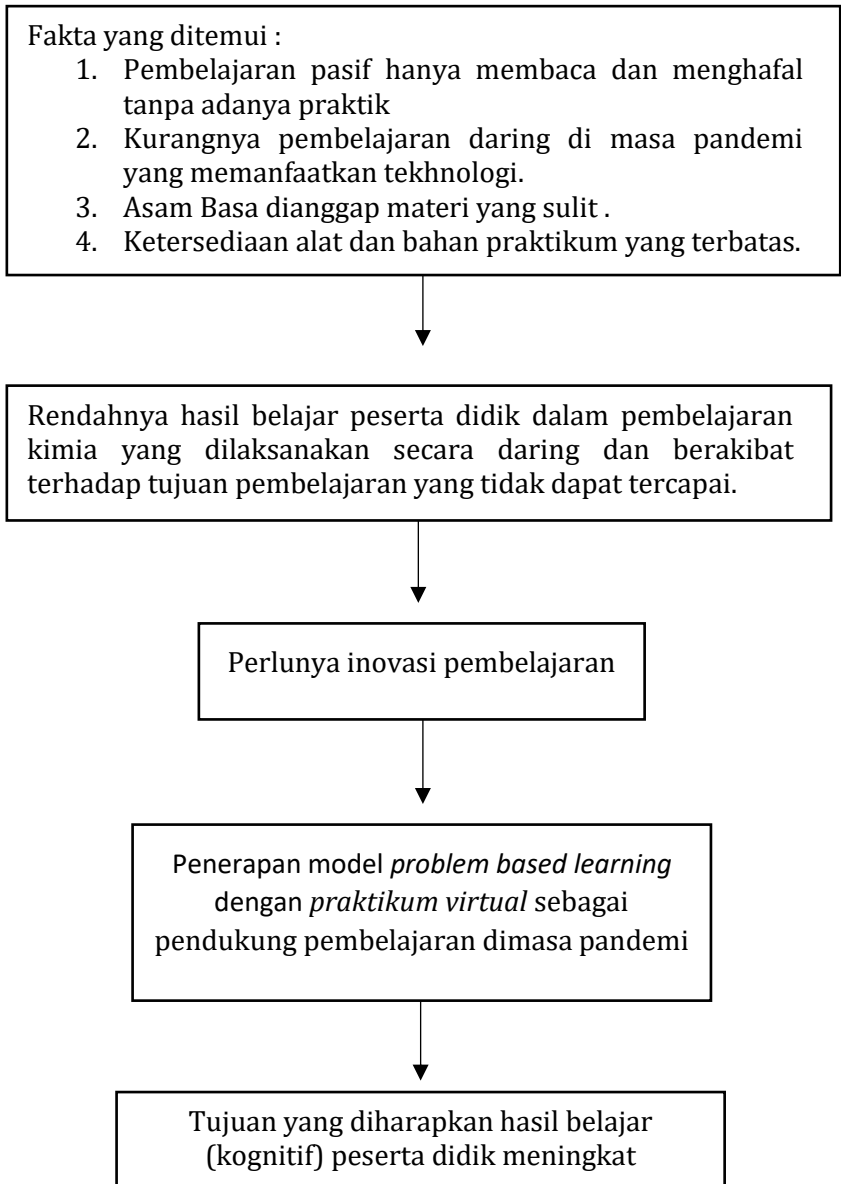 Fakta yang ditemui :
1. Pembelajaran pasif hanya membaca dan menghafal
tanpa adanya praktik
2. Kurangnya pembelajaran daring di masa pandemi
yang memanfaatkan tekhnologi.
3. Asam Basa dianggap materi yang sulit .
4. Ketersediaan alat dan bahan praktikum yang terbatas.
Rendahnya hasil belajar peserta didik dalam pembelajaran
kimia yang dilaksanakan secara daring dan berakibat
terhadap tujuan pembelajaran yang tidak dapat tercapai.
Perlunya inovasi pembelajaran
Penerapan model problem based learning
dengan praktikum virtual sebagai
pendukung pembelajaran dimasa pandemi
Tujuan yang diharapkan hasil belajar
(kognitif) peserta didik meningkat